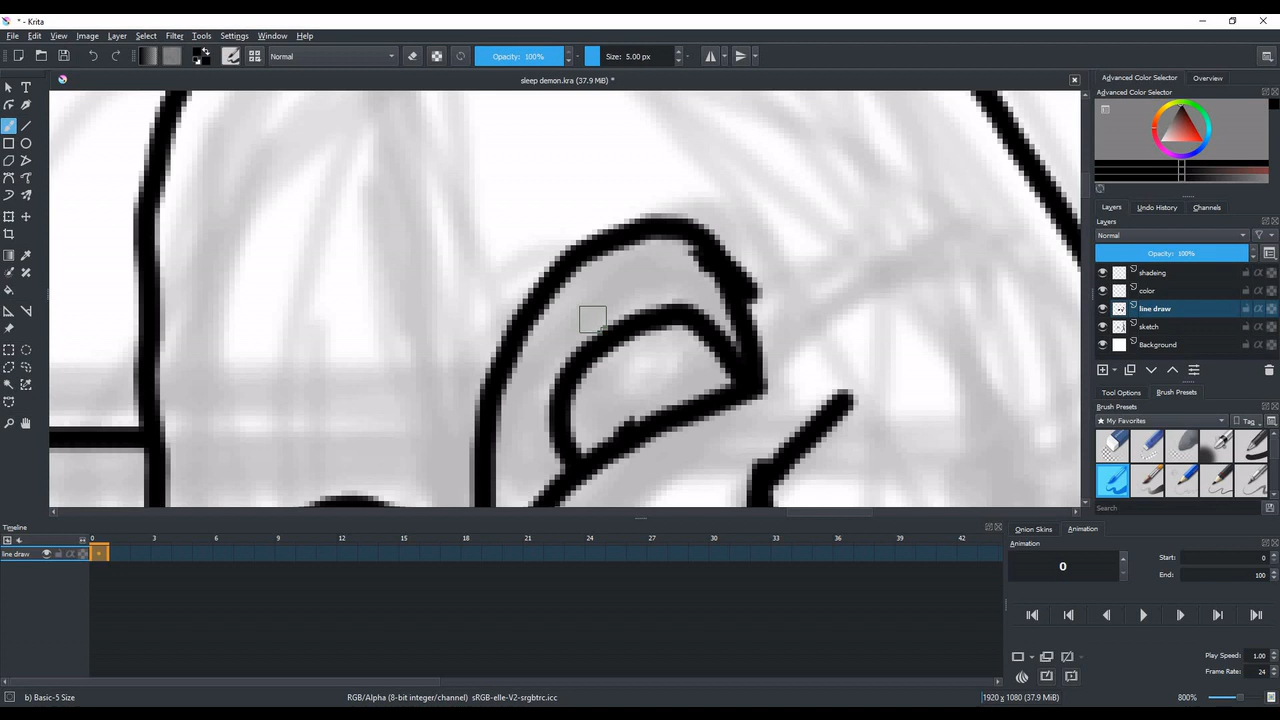 * - Krita
File Edit View Image Layer Select Filter Tools Settings Window Help
Normal Opacity: 100% Size: 5.00 px
sleep demon.kra (37.9 MiB) *
Advanced Color Selector Overview
Advanced Color Selector
Layers Undo History Channels
Layers
Normal
Opacity: 100%
shadeing
color
line draw
sketch
Background
Tool Options Brush Presets
Brush Presets
★ My Favorites Tag
Search
Timeline
0 3 6 9 12 15 18 21 24 27 30 33 36 39 42
line draw
Onion Skins Animation
Animation
0
Start: 0
End: 100
Play Speed: 1.00
Frame Rate: 24
b) Basic-5 Size
RGB/Alpha (8-bit integer/channel) sRGB-elle-V2-srgbtrc.icc
1920 x 1080 (37.9 MiB)
800%